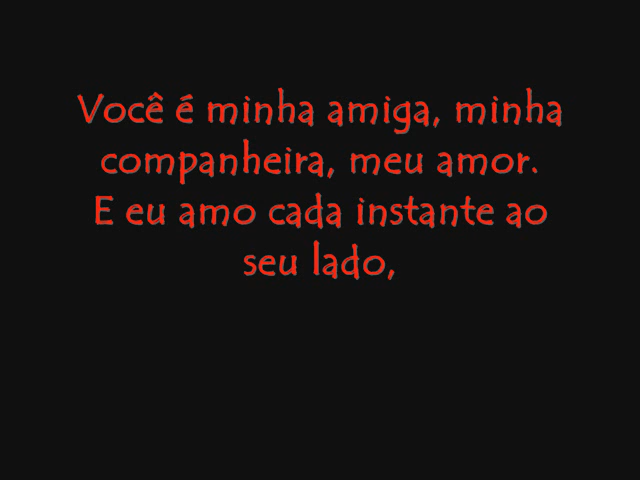 Você é minha amiga, minha
companheira, meu amor.
E eu amo cada instante ao
seu lado,